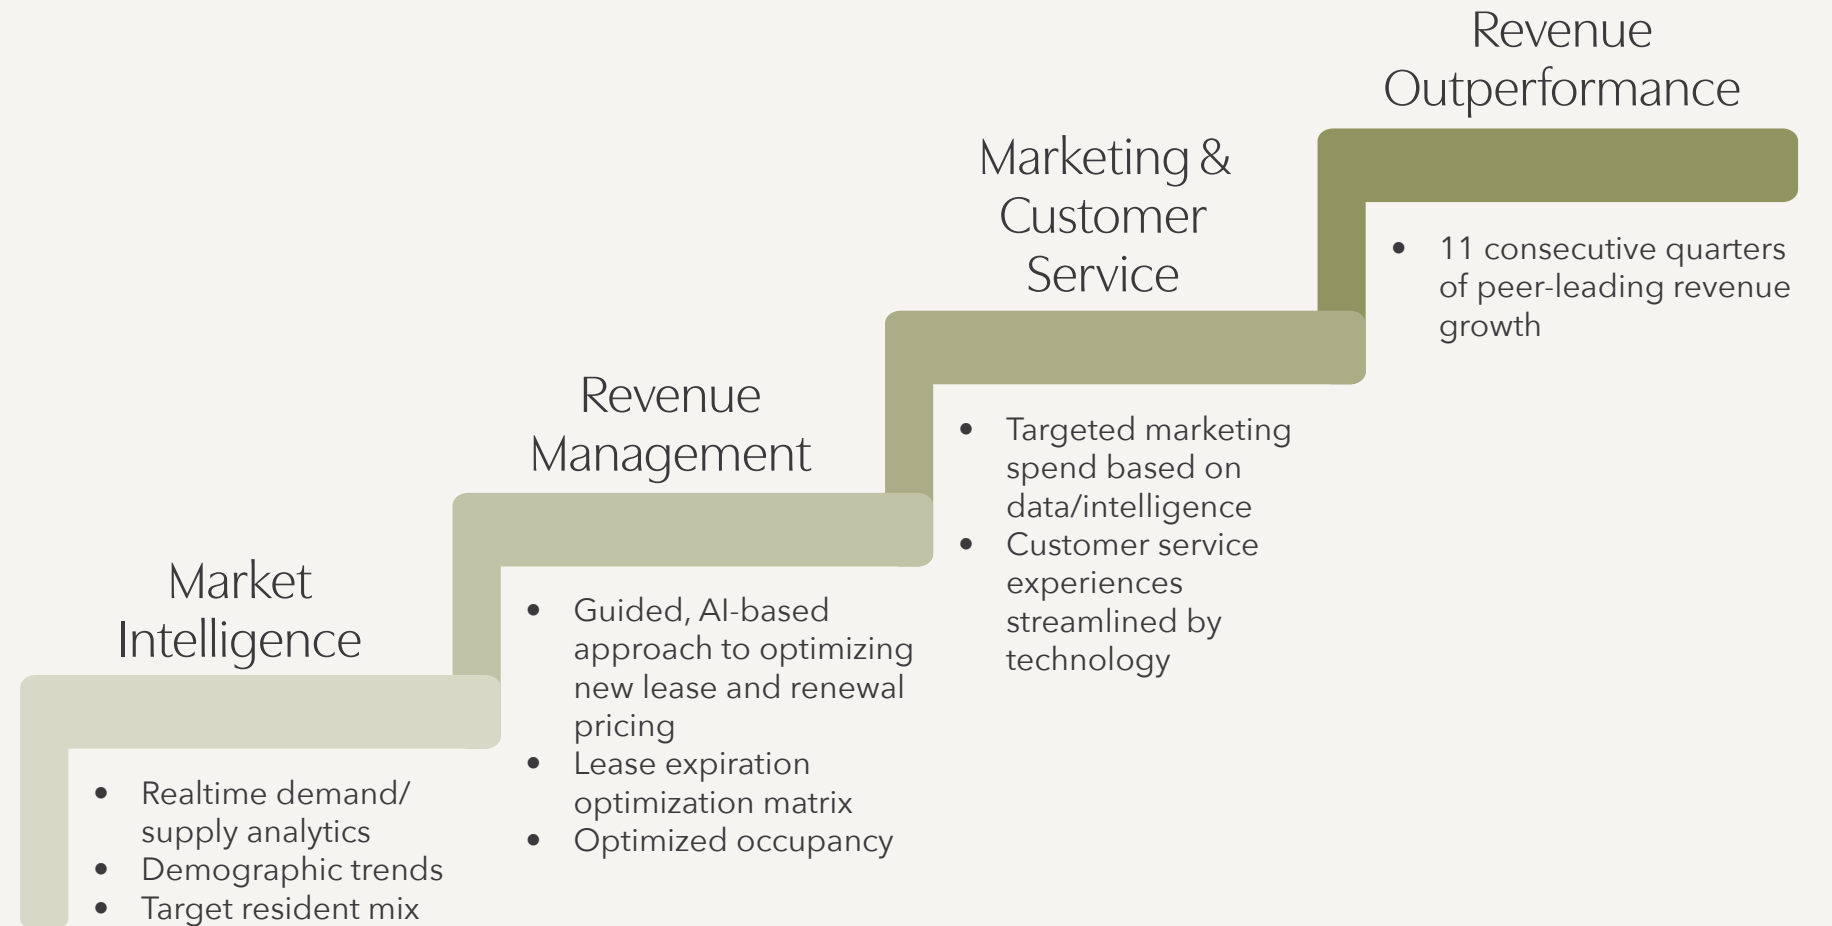 Market
Intelligence
• Realtime demand/
supply analytics
• Demographic trends
• Target resident mix
Revenue
Management
• Guided, AI-based
approach to optimizing
new lease and renewal
pricing
• Lease expiration
optimization matrix
• Optimized occupancy
Marketing &
Customer
Service
• Targeted marketing
spend based on
data/intelligence
• Customer service
experiences
streamlined by
technology
Revenue
Outperformance
• 11 consecutive quarters
of peer-leading revenue
growth